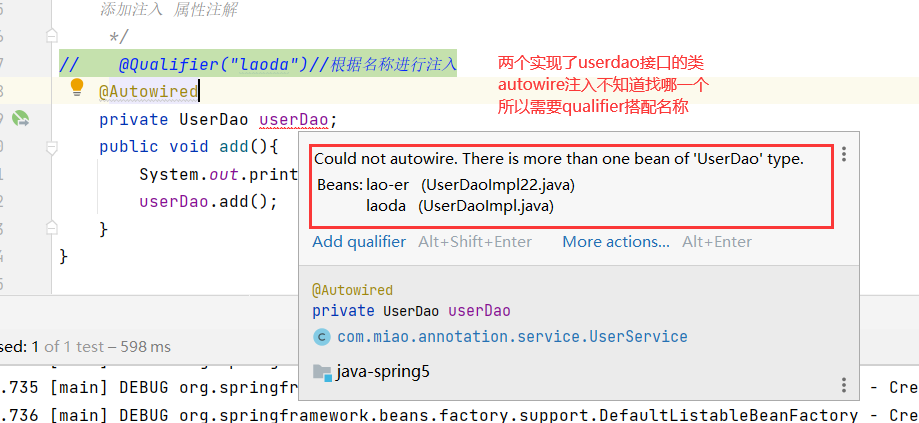 添加注入 属性注解
*/
// @Qualifier("laoda")//根据名称进行注入
@Autowired
private UserDao userDao;
public void add(){
System.out.print
userDao.add();
}
}
两个实现了userdao接口的类
autowire注入不知道找哪一个
所以需要qualifier搭配名称
Could not autowire. There is more than one bean of 'UserDao' type.
Beans: lao-er (UserDaoImpl22.java)
laoda (UserDaoImpl.java)
Add qualifier Alt+Shift+Enter More actions... Alt+Enter
@Autowired
private UserDao userDao
com.miao.annotation.service.UserService
java-spring5
sed: 1 of 1 test – 598 ms
.735 [main] DEBUG org.springfr - Cre
.736 [main] DEBUG org.springframework.beans.factory.support.DefaultListableBeanFactory - Cre